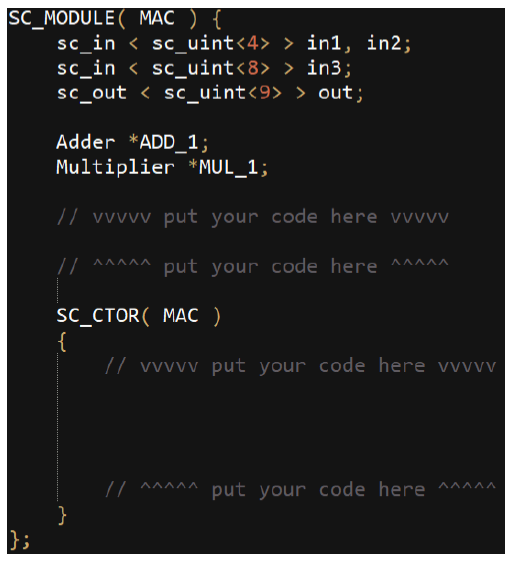 SC_MODULE( MAC ) {
sc_in < sc_uint<4> > in1, in2;
sc_in < sc_uint<8> > in3;
sc_out < sc_uint<9> > out;
Adder *ADD_1;
Multiplier *MUL_1;
// vvvvv put your code here vvvvv
// ^^^^^ put your code here ^^^^^
SC_CTOR( MAC )
{
// vvvvv put your code here vvvvv
// ^^^^^ put your code here ^^^^^
}
};